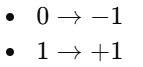 • 0 → −1
• 1 → +1